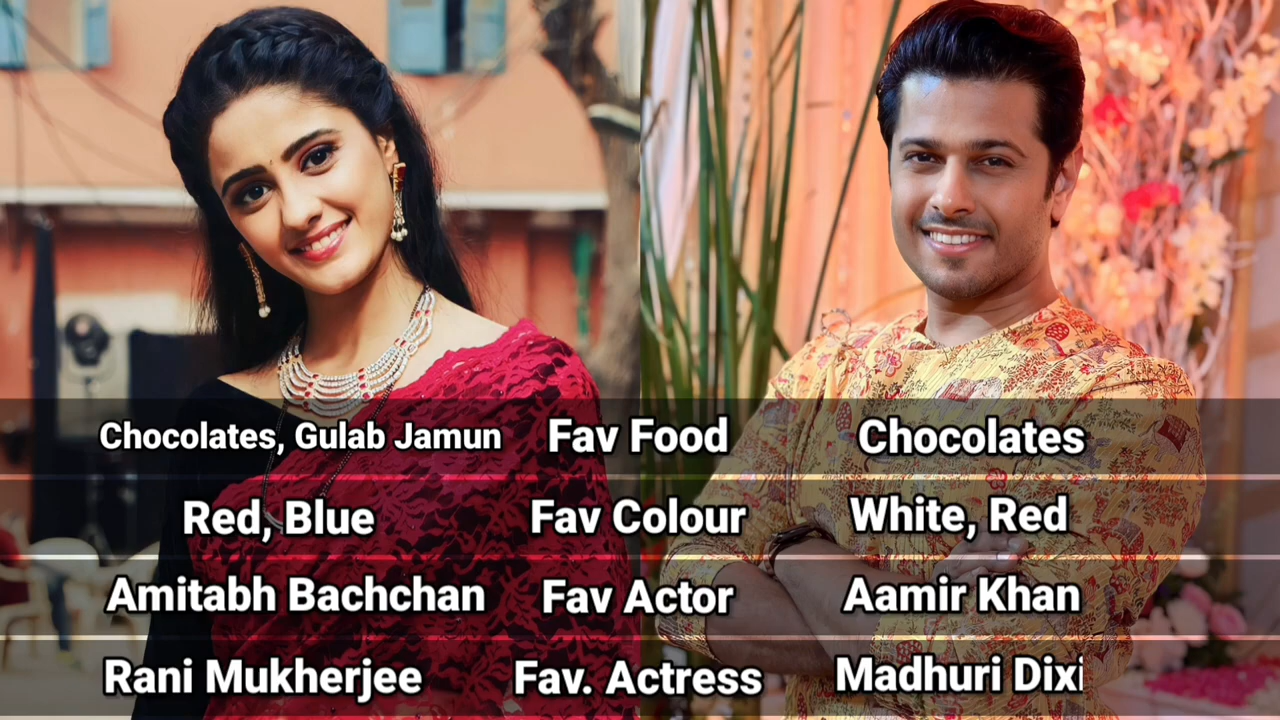 Chocolates, Gulab Jamun Fav Food Chocolates
Red, Blue Fav Colour White, Red
Amitabh Bachchan Fav Actor Aamir Khan
Rani Mukherjee Fav. Actress Madhuri Dixi